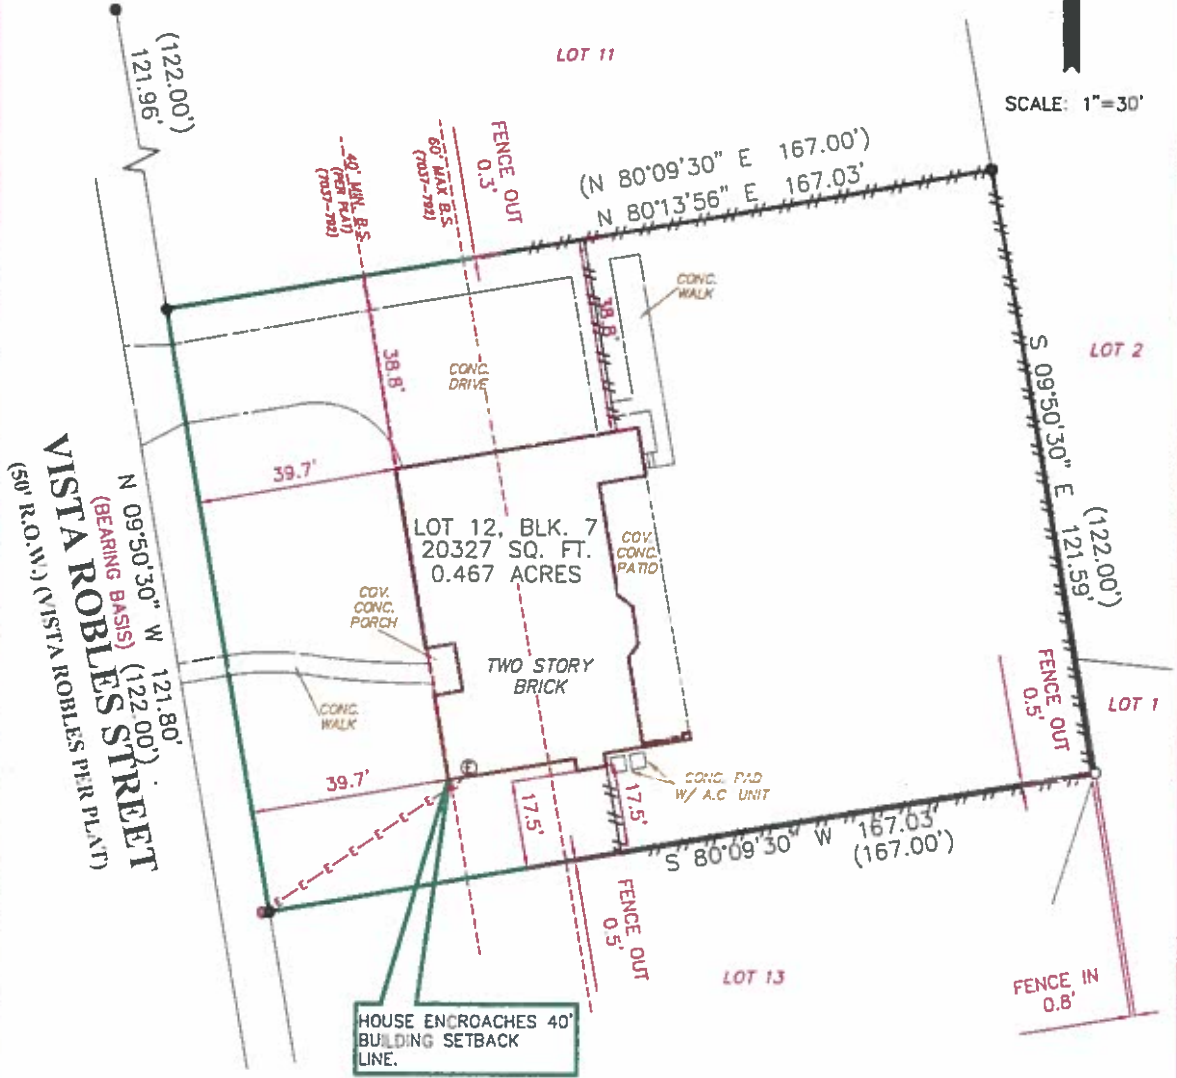 LOT 11
SCALE: 1"=30'
(122.00')
121.96'
40' MIN. B.S.
(PER PLAT)
(7037-792)
60' MAX B.S.
(7037-792)
FENCE OUT
0.3'
(N 80°09'30" E 167.00')
N 80°13'56" E 167.03'
CONC.
WALK
38.8'
38.8'
CONC.
DRIVE
LOT 2
S 09°50'30" E 121.59'
(122.00')
39.7'
LOT 12, BLK. 7
20327 SQ. FT.
0.467 ACRES
COV.
CONC.
PATIO
COV.
CONC.
PORCH
TWO STORY
BRICK
CONC.
WALK
N 09°50'30" W 121.80'
(BEARING BASIS) (122.00')
VISTA ROBLES STREET
(50' R.O.W.) (VISTA ROBLES PER PLAT)
FENCE OUT
0.5'
LOT 1
E
39.7'
17.5'
17.5'
CONC. PAD
W/ A.C UNIT
S 80°09'30" W 167.03'
(167.00')
FENCE OUT
0.5'
LOT 13
FENCE IN
0.8'
HOUSE ENCROACHES 40'
BUILDING SETBACK
LINE.